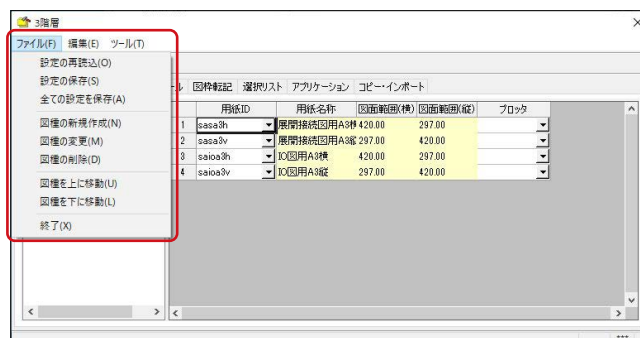 3階層
ファイル(F) 編集(E) ツール(T)
設定の再読込(O)
設定の保存(S)
全ての設定を保存(A)
図種の新規作成(N)
図種の変更(M)
図種の削除(D)
図種を上に移動(U)
図種を下に移動(L)
終了(X)
ル 図枠転記 選択リスト アプリケーション コピー・インポート
用紙ID 用紙名称 図面範囲(横) 図面範囲(縦) プロッタ
1 sasa3h 展開接続図用A3横 420.00 297.00
2 sasa3v 展開接続図用A3縦 297.00 420.00
3 saioa3h IO図用A3横 420.00 297.00
4 saioa3v IO図用A3縦 297.00 420.00